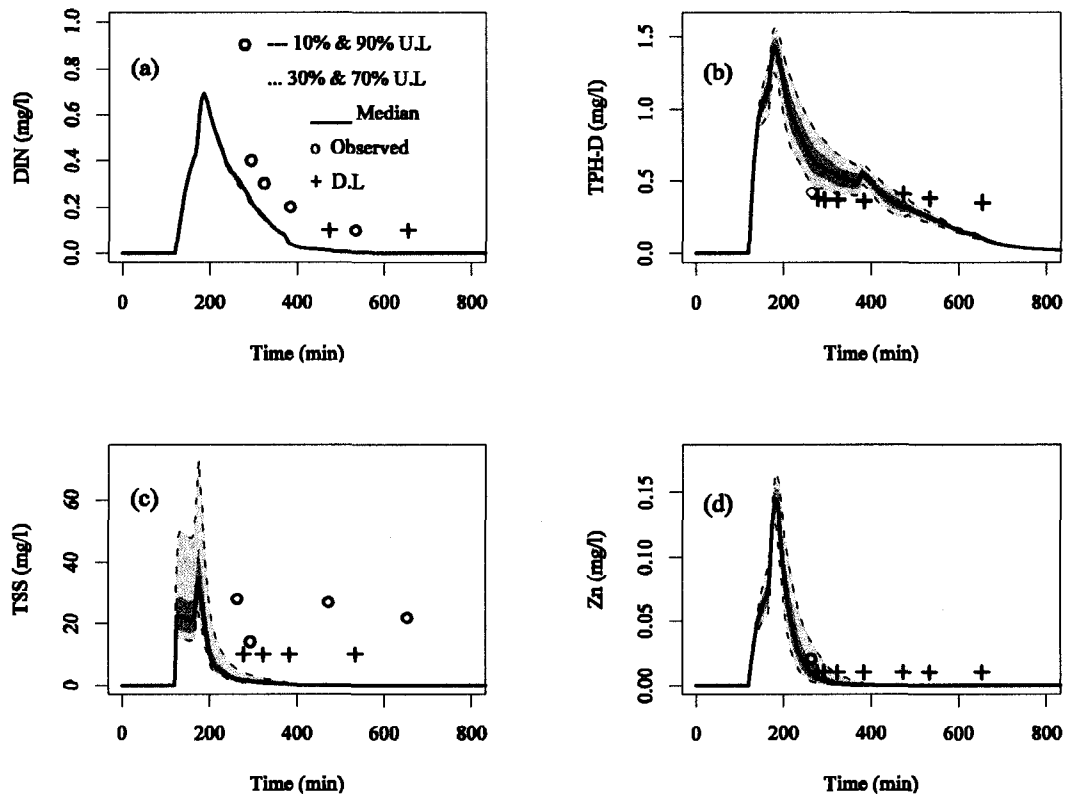 (a)
DIN (mg/l)
0.0 0.2 0.4 0.6 0.8 1.0
--- 10% & 90% U.L
... 30% & 70% U.L
Median
o Observed
+ D.L
0 200 400 600 800
Time (min)
(b)
TPH-D (mg/l)
0.0 0.5 1.0 1.5
0 200 400 600 800
Time (min)
(c)
TSS (mg/l)
0 20 40 60
0 200 400 600 800
Time (min)
(d)
Zn (mg/l)
0.00 0.05 0.10 0.15
0 200 400 600 800
Time (min)